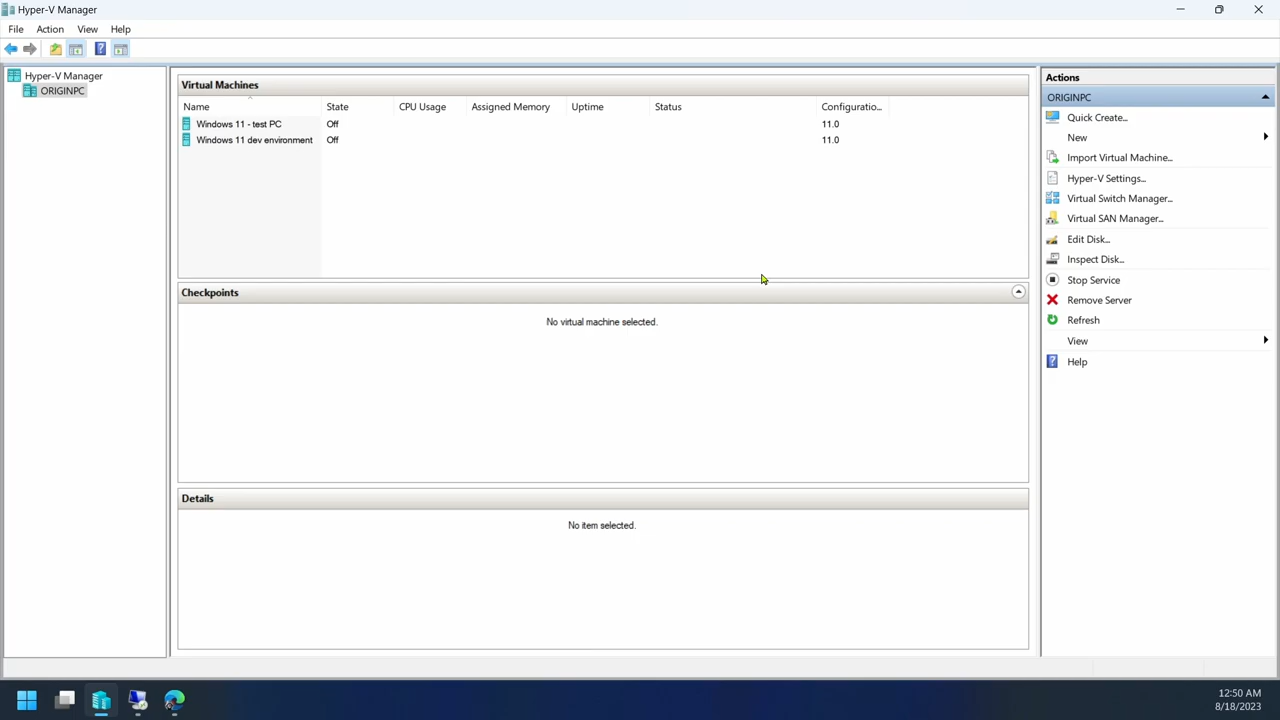 Hyper-V Manager
File Action View Help
Hyper-V Manager
ORIGINPC
Virtual Machines
Name State CPU Usage Assigned Memory Uptime Status Configuratio...
Windows 11 - test PC Off 11.0
Windows 11 dev environment Off 11.0
Checkpoints
No virtual machine selected.
Details
No item selected.
Actions
ORIGINPC
Quick Create...
New
Import Virtual Machine...
Hyper-V Settings...
Virtual Switch Manager...
Virtual SAN Manager...
Edit Disk...
Inspect Disk...
Stop Service
Remove Server
Refresh
View
Help
12:50 AM
8/18/2023